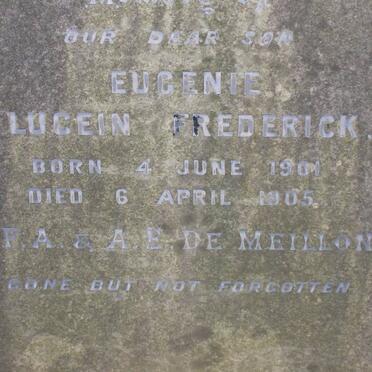 OUR DEAR SON
EUGENIE
LUCEIN FREDERICK.
BORN 4 JUNE 1901
DIED 6 APRIL 1905.
F. A. & A. E. DE MEILLON
GONE BUT NOT FORGOTTEN